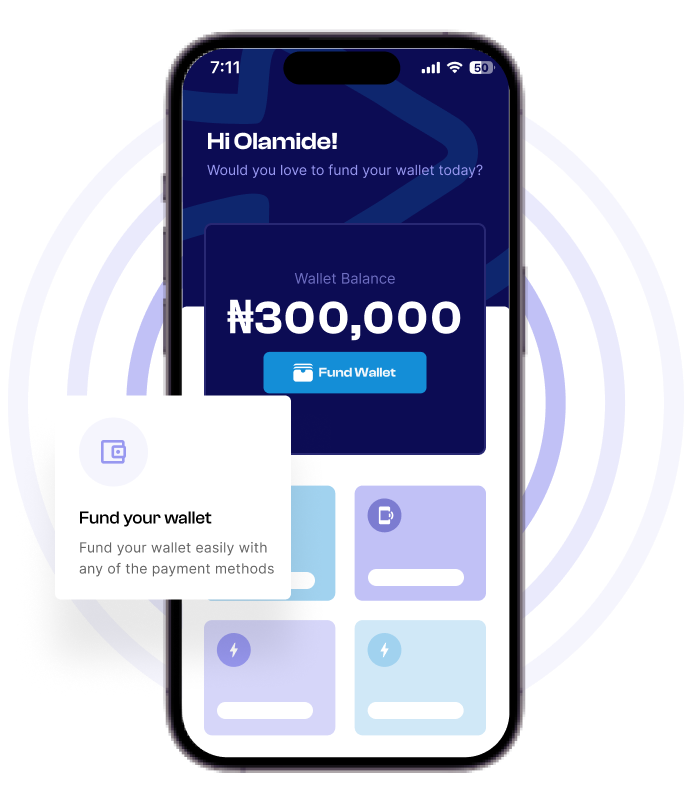 7:11
50
Hi Olamide!
Would you love to fund your wallet today?
Wallet Balance
₦300,000
Fund Wallet
Fund your wallet
Fund your wallet easily with
any of the payment methods